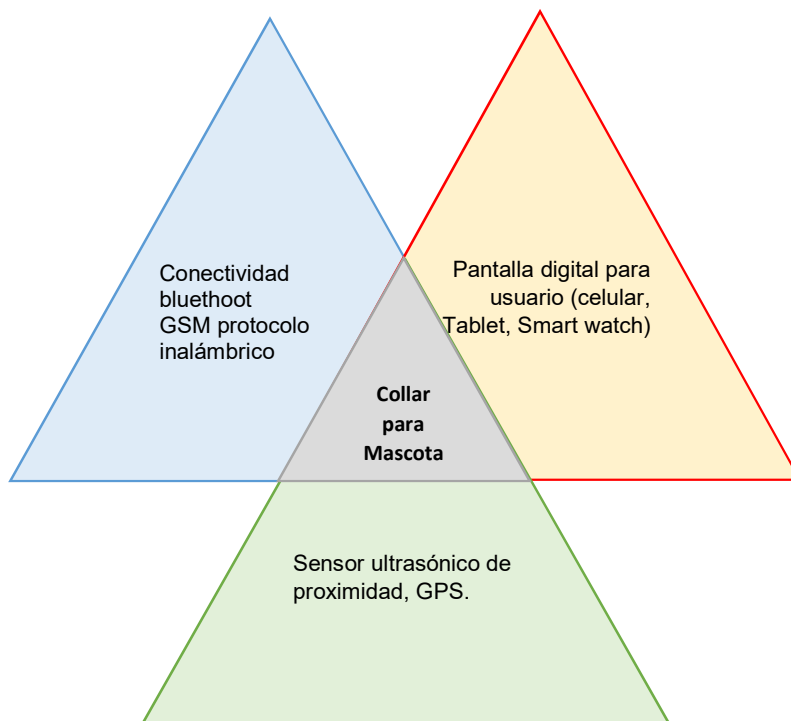 Conectividad
bluethoot
GSM protocolo
inalámbrico
Pantalla digital para
usuario (celular,
Tablet, Smart watch)
Collar
para
Mascota
Sensor ultrasónico de
proximidad, GPS.